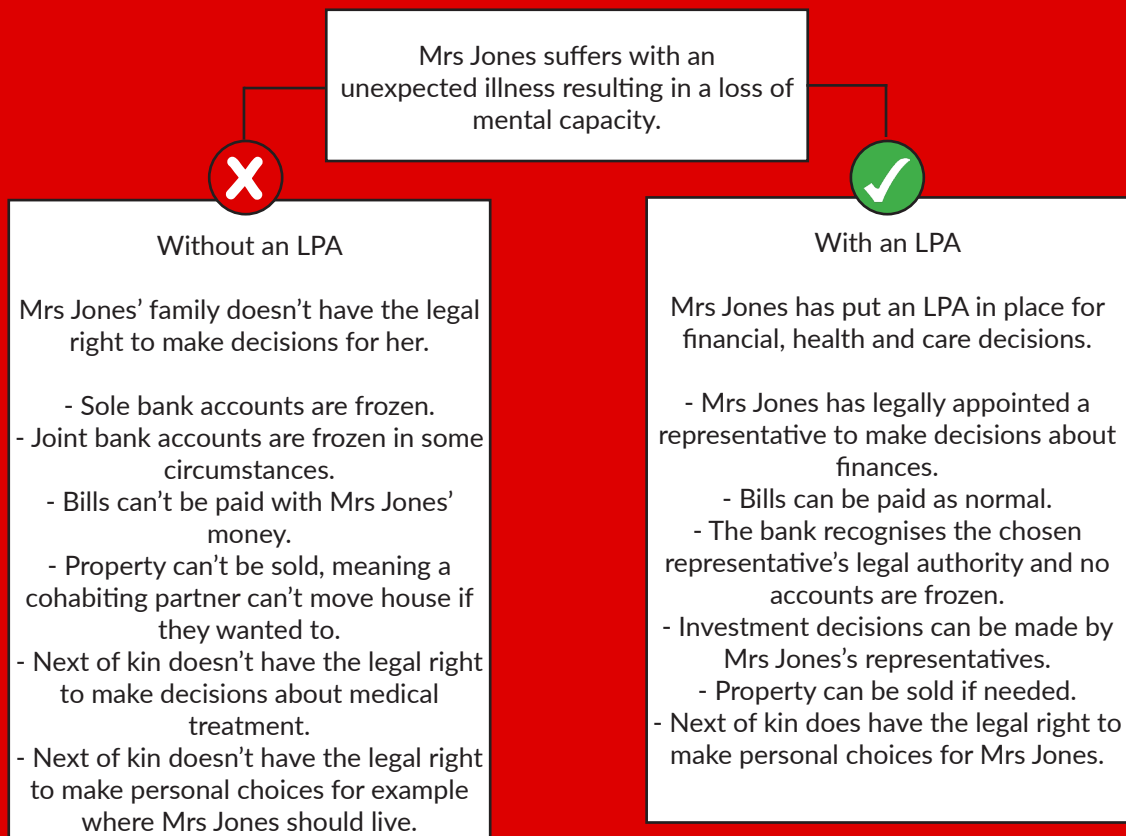 Mrs Jones suffers with an
unexpected illness resulting in a loss of
mental capacity.
Without an LPA
Mrs Jones’ family doesn’t have the legal
right to make decisions for her.
- Sole bank accounts are frozen.
- Joint bank accounts are frozen in some
circumstances.
- Bills can’t be paid with Mrs Jones’
money.
- Property can’t be sold, meaning a
cohabiting partner can’t move house if
they wanted to.
- Next of kin doesn’t have the legal right
to make decisions about medical
treatment.
- Next of kin doesn’t have the legal right
to make personal choices for example
where Mrs Jones should live.
With an LPA
Mrs Jones has put an LPA in place for
financial, health and care decisions.
- Mrs Jones has legally appointed a
representative to make decisions about
finances.
- Bills can be paid as normal.
- The bank recognises the chosen
representative’s legal authority and no
accounts are frozen.
- Investment decisions can be made by
Mrs Jones’s representatives.
- Property can be sold if needed.
- Next of kin does have the legal right to
make personal choices for Mrs Jones.